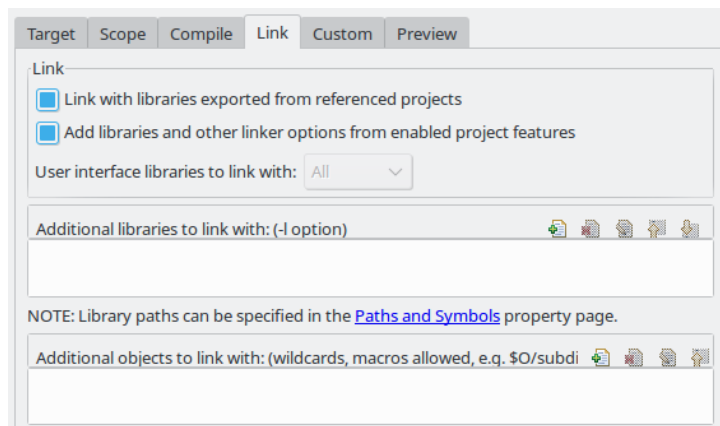 Target Scope Compile Link Custom Preview
Link
Link with libraries exported from referenced projects
Add libraries and other linker options from enabled project features
User interface libraries to link with: All
Additional libraries to link with: (-l option)
NOTE: Library paths can be specified in the Paths and Symbols property page.
Additional objects to link with: (wildcards, macros allowed, e.g. $O/subdi